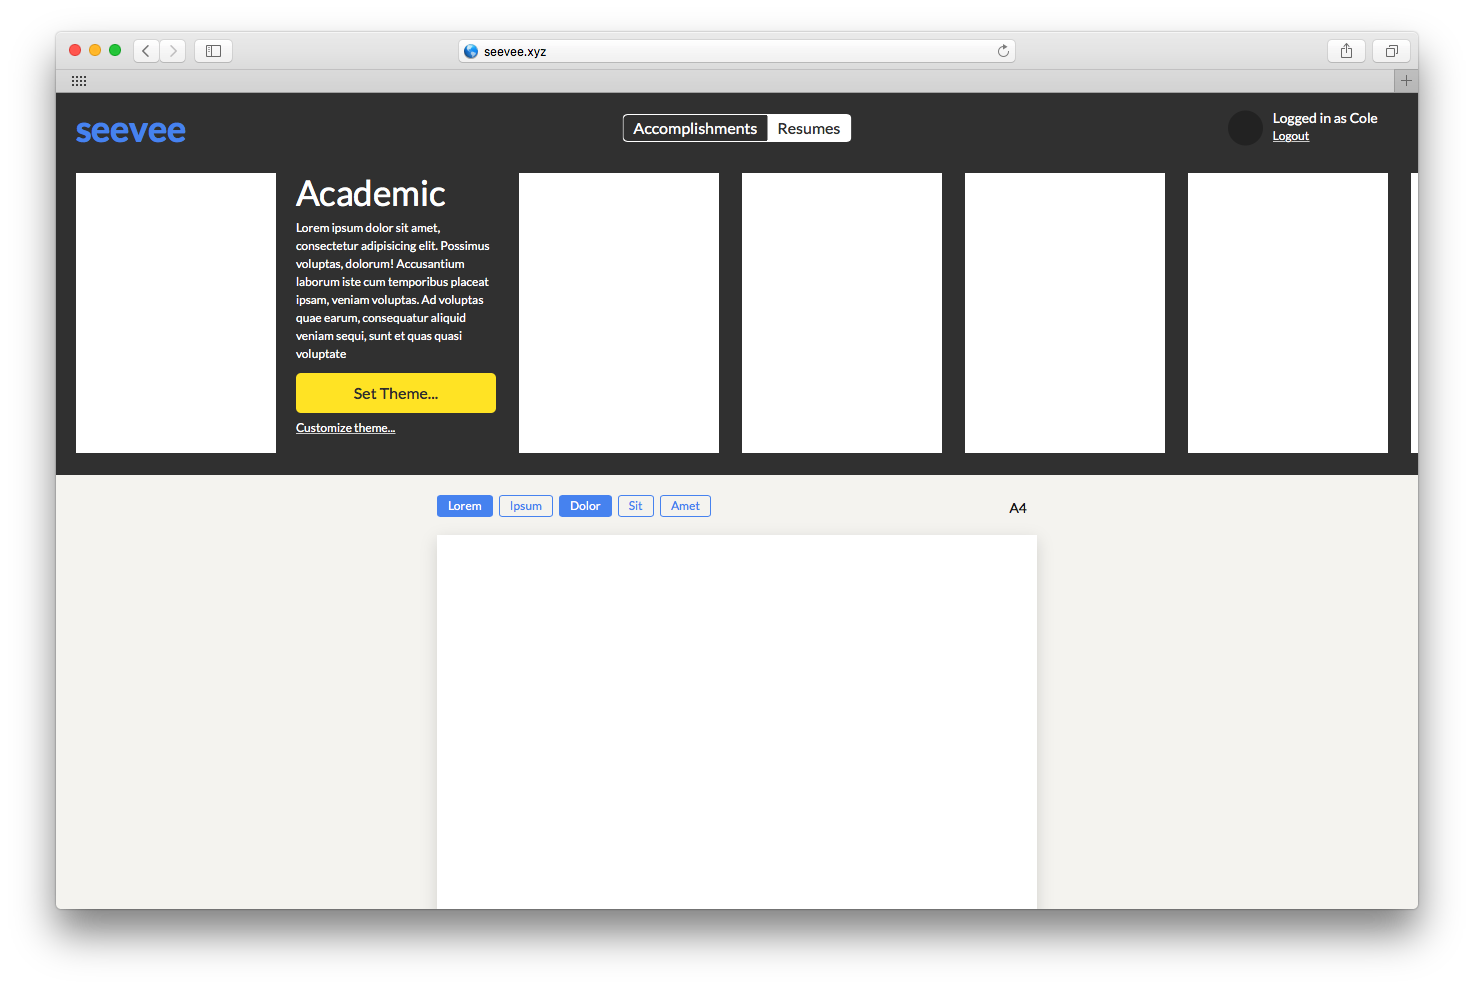 seevee.xyz
seevee
Accomplishments Resumes
Logged in as Cole
Logout
Academic
Lorem ipsum dolor sit amet,
consectetur adipisicing elit. Possimus
voluptas, dolorum! Accusantium
laborum iste cum temporibus placeat
ipsam, veniam voluptas. Ad voluptas
quae earum, consequatur aliquid
veniam sequi, sunt et quas quasi
voluptate
Set Theme...
Customize theme...
Lorem Ipsum Dolor Sit Amet
A4